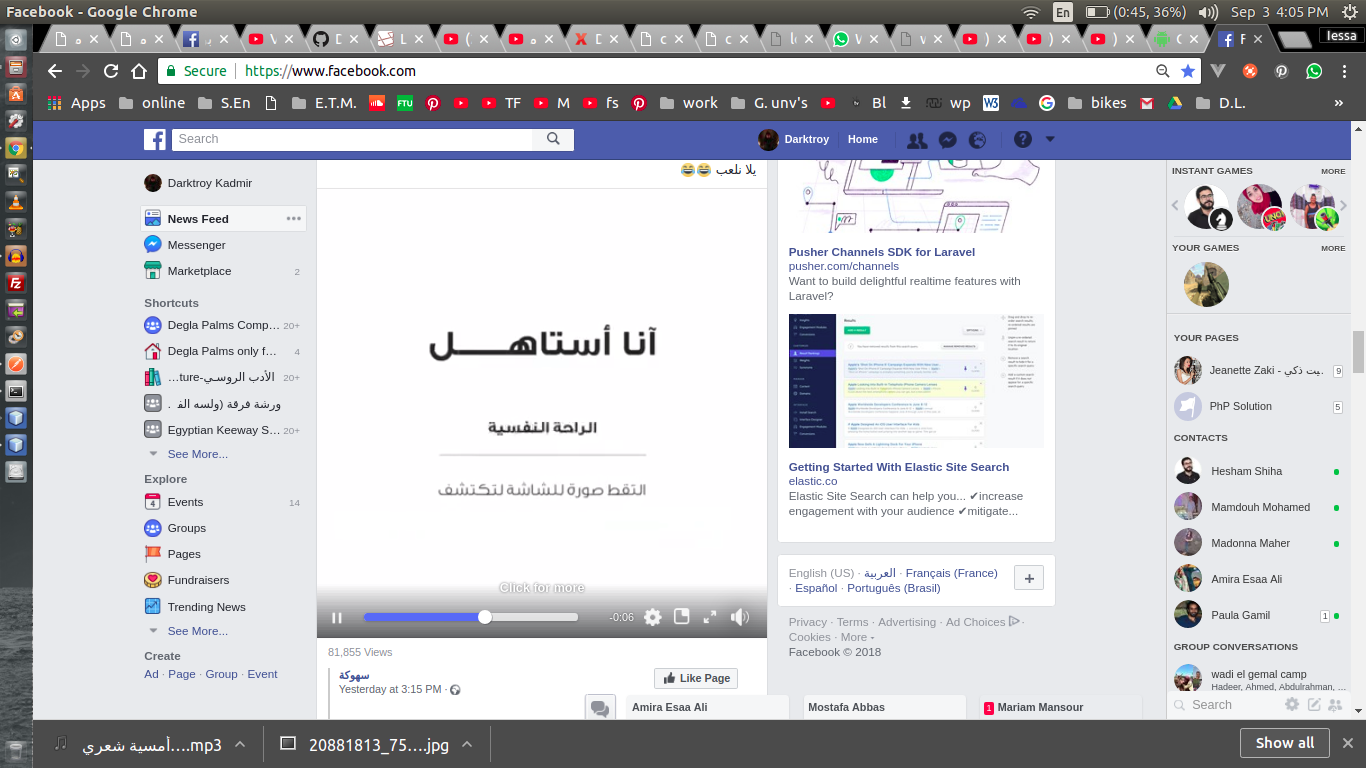 Facebook - Google Chrome
En
(0:45, 36%)
Sep 3 4:05 PM
lessa
Secure
https://www.facebook.com
Apps
online
S.En
E.T.M.
FTU
TF
M
fs
work
G. unv's
Bl
wp
W3
bikes
D.L.
»
Search
Darktroy
Home
Darktroy Kadmir
News Feed
Messenger
Marketplace 2
Shortcuts
Degla Palms Comp... 20+
Degla Palms only f... 4
الأدب الروسي-ture... 20+
Egyptian Keeway S... 20+
See More...
Explore
Events 14
Groups
Pages
Fundraisers
Trending News
See More...
Create
Ad · Page · Group · Event
يلا نلعب 😂😂
آنا أستاهـــل
الراحة النفسية
التقط صورة للشاشة لتكتشف
Click for more
-0:06
81,855 Views
سهوكة
Yesterday at 3:15 PM ·
Like Page
Pusher Channels SDK for Laravel
pusher.com/channels
Want to build delightful realtime features with
Laravel?
Results
Getting Started With Elastic Site Search
elastic.co
Elastic Site Search can help you... ✔increase
engagement with your audience ✔mitigate...
English (US) · العربية · Français (France)
· Español · Português (Brasil)
Privacy · Terms · Advertising · Ad Choices ·
Cookies · More
Facebook © 2018
INSTANT GAMES MORE
UNO
YOUR GAMES MORE
YOUR PAGES
Jeanette Zaki - بيت ذكي... 9
PhP Solution 5
CONTACTS
Hesham Shiha
Mamdouh Mohamed
Madonna Maher
Amira Esaa Ali
Paula Gamil 1
GROUP CONVERSATIONS
wadi el gemal camp
Hadeer, Ahmed, Abdulrahman, ...
Search
Amira Esaa Ali
Mostafa Abbas
1 Mariam Mansour
أمسية شعري....mp3
20881813_75....jpg
Show all